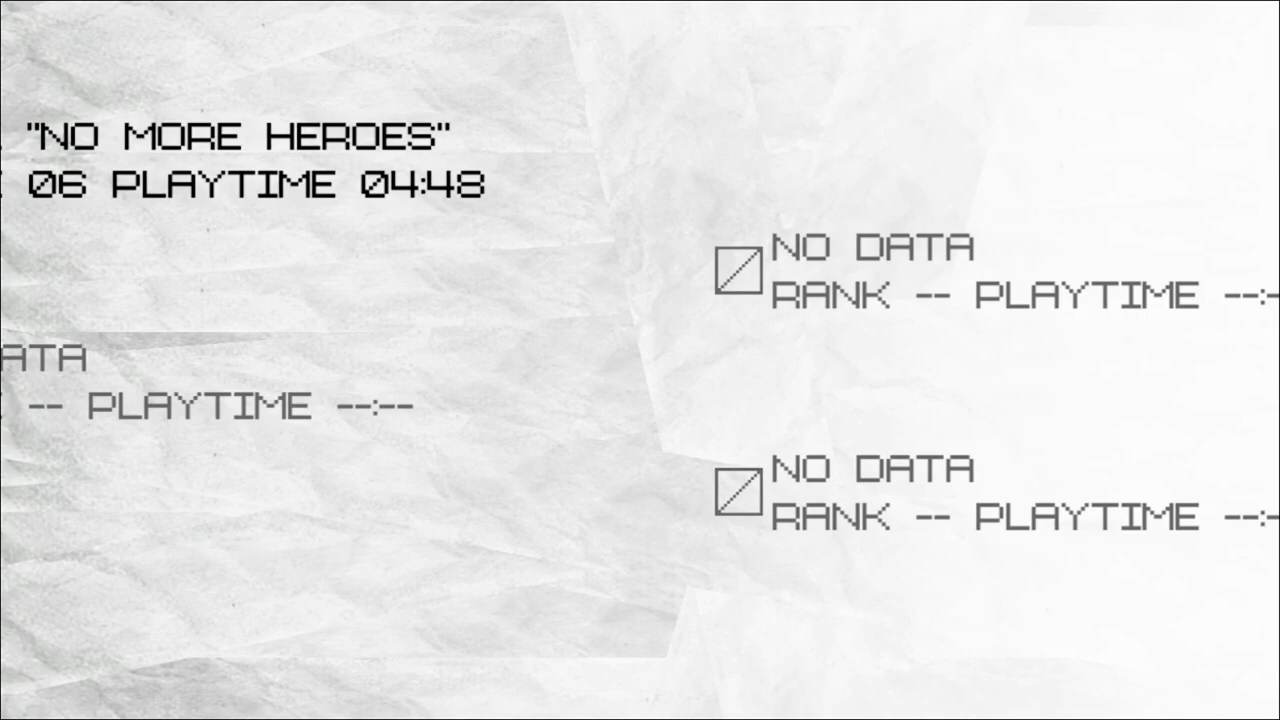 "NO MORE HEROES"
06 PLAYTIME 04:48
NO DATA
RANK -- PLAYTIME --:-
ATA
-- PLAYTIME --:--
NO DATA
RANK -- PLAYTIME --:-